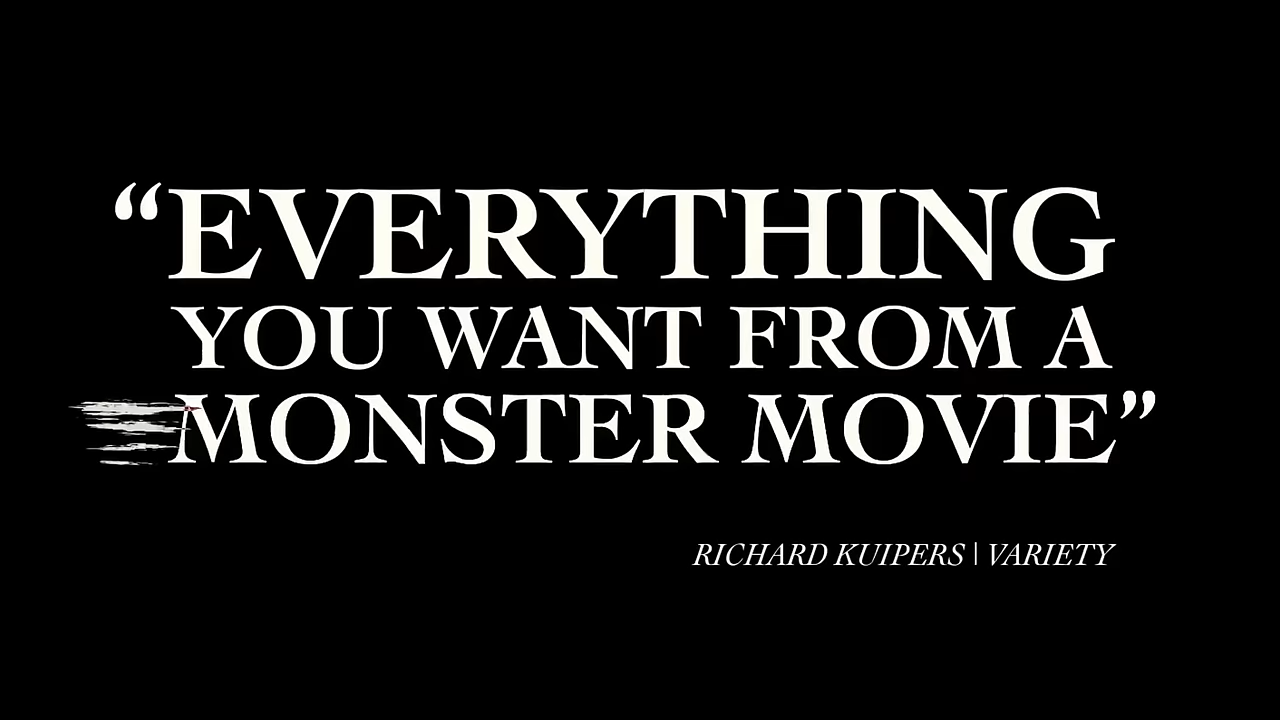 “EVERYTHING
YOU WANT FROM A
MONSTER MOVIE”
RICHARD KUIPERS | VARIETY